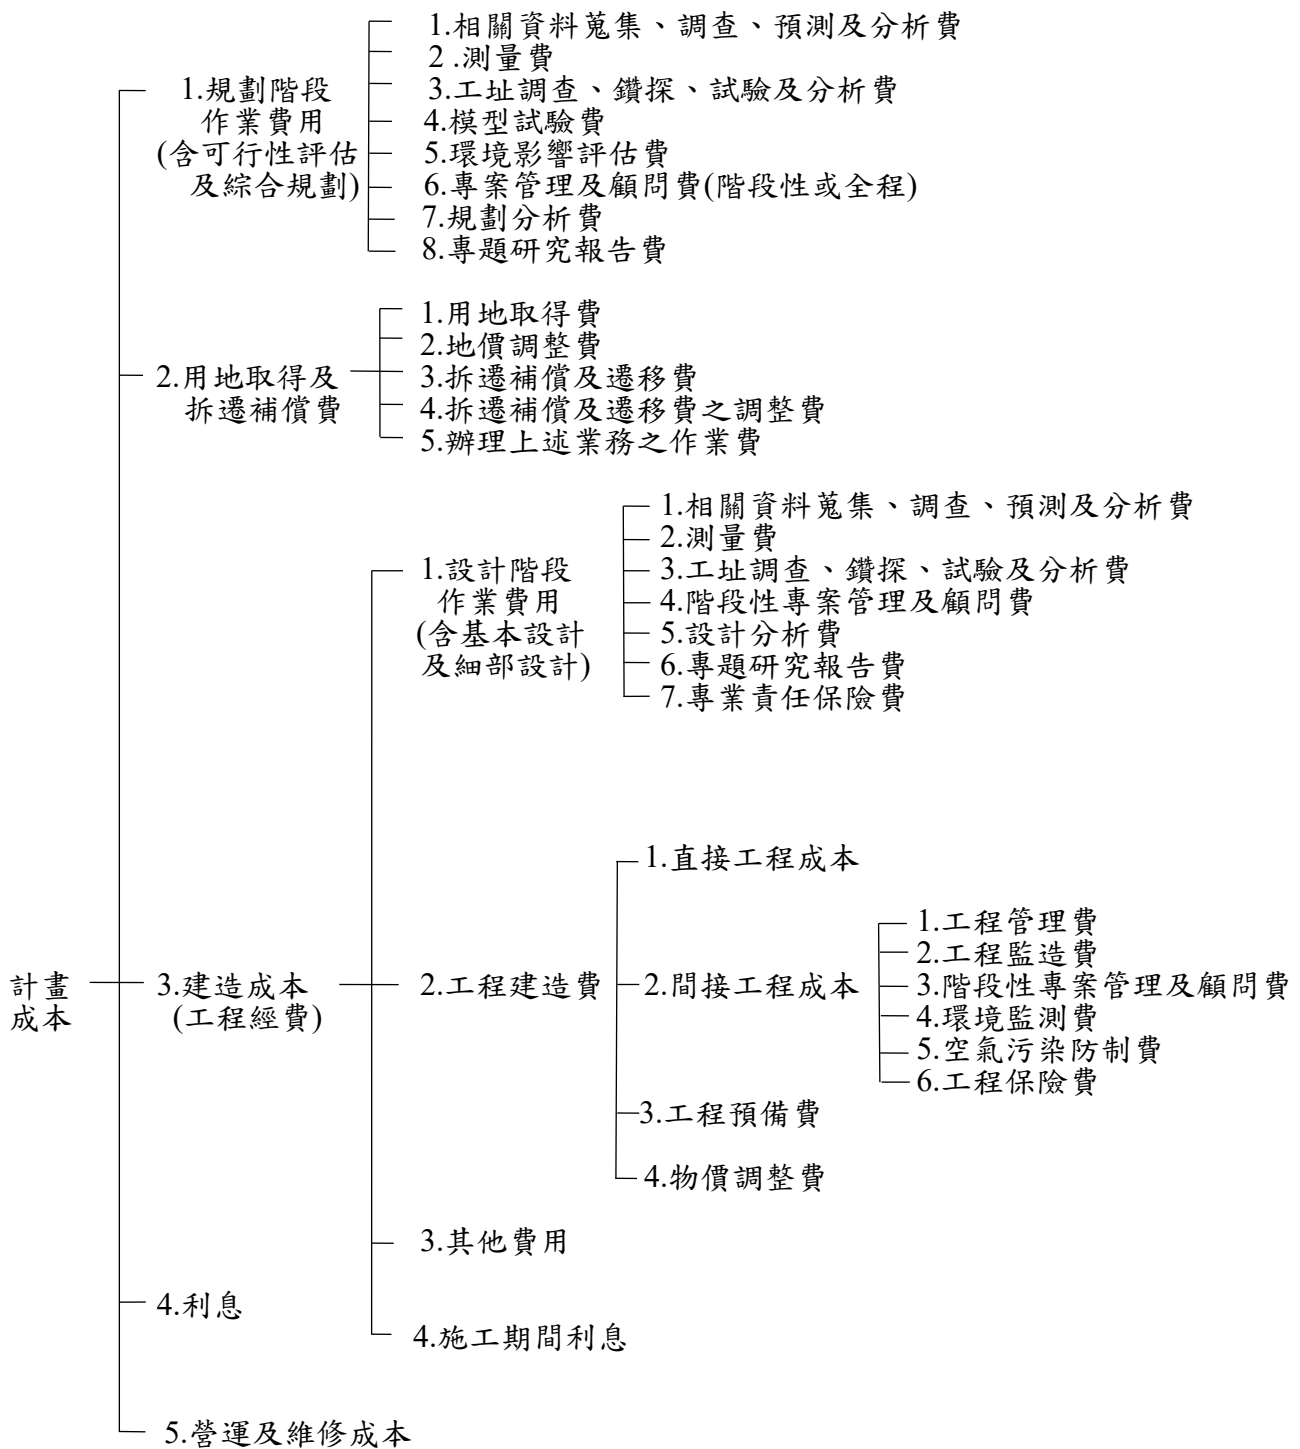 1.相關資料蒐集、調查、預測及分析費
2 .測量費
1.規劃階段
作業費用
(含可行性評估
及綜合規劃)
3.工址調查、鑽探、試驗及分析費
4.模型試驗費
5.環境影響評估費
6.專案管理及顧問費(階段性或全程)
7.規劃分析費
8.專題研究報告費
2.用地取得及
拆遷補償費
1.用地取得費
2.地價調整費
3.拆遷補償及遷移費
4.拆遷補償及遷移費之調整費
5.辦理上述業務之作業費
1.設計階段
作業費用
(含基本設計
及細部設計)
1.相關資料蒐集、調查、預測及分析費
2.測量費
3.工址調查、鑽探、試驗及分析費
4.階段性專案管理及顧問費
5.設計分析費
6.專題研究報告費
7.專業責任保險費
計畫
成本
3.建造成本
(工程經費)
2.工程建造費
1.直接工程成本
2.間接工程成本
1.工程管理費
2.工程監造費
3.階段性專案管理及顧問費
4.環境監測費
5.空氣污染防制費
6.工程保險費
3.工程預備費
4.物價調整費
3.其他費用
4.施工期間利息
4.利息
5.營運及維修成本